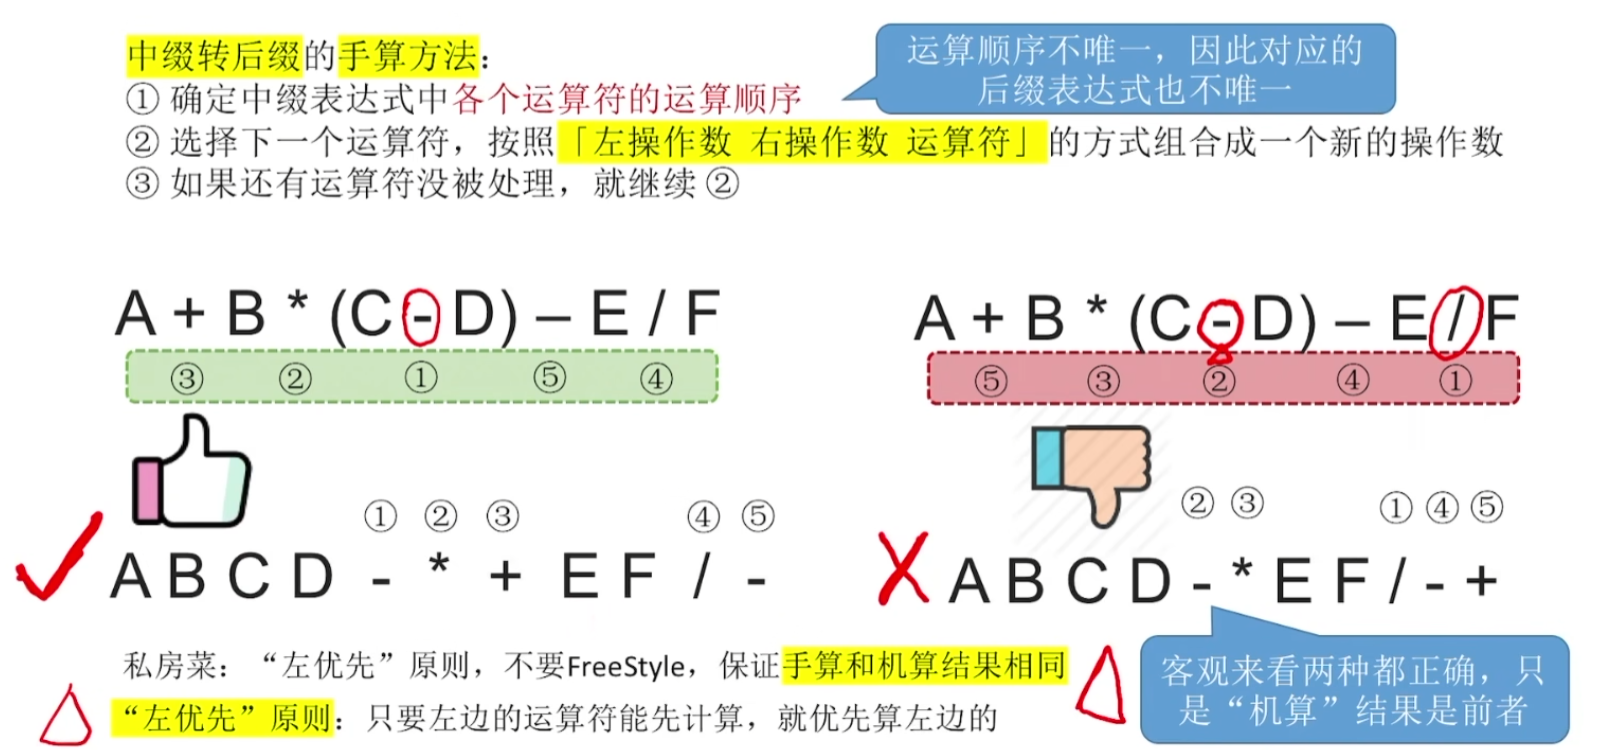 中缀转后缀的手算方法：
① 确定中缀表达式中各个运算符的运算顺序
② 选择下一个运算符，按照「左操作数 右操作数 运算符」的方式组合成一个新的操作数
③ 如果还有运算符没被处理，就继续 ②
运算顺序不唯一，因此对应的
后缀表达式也不唯一
A + B * (C - D) – E / F
③ ② ① ⑤ ④
① ② ③ ④ ⑤
A B C D - * + E F / -
A + B * (C - D) – E / F
⑤ ③ ② ④ ①
② ③ ① ④ ⑤
A B C D - * E F / - +
私房菜：“左优先”原则，不要FreeStyle，保证手算和机算结果相同
“左优先”原则：只要左边的运算符能先计算，就优先算左边的
客观来看两种都正确，只
是“机算”结果是前者